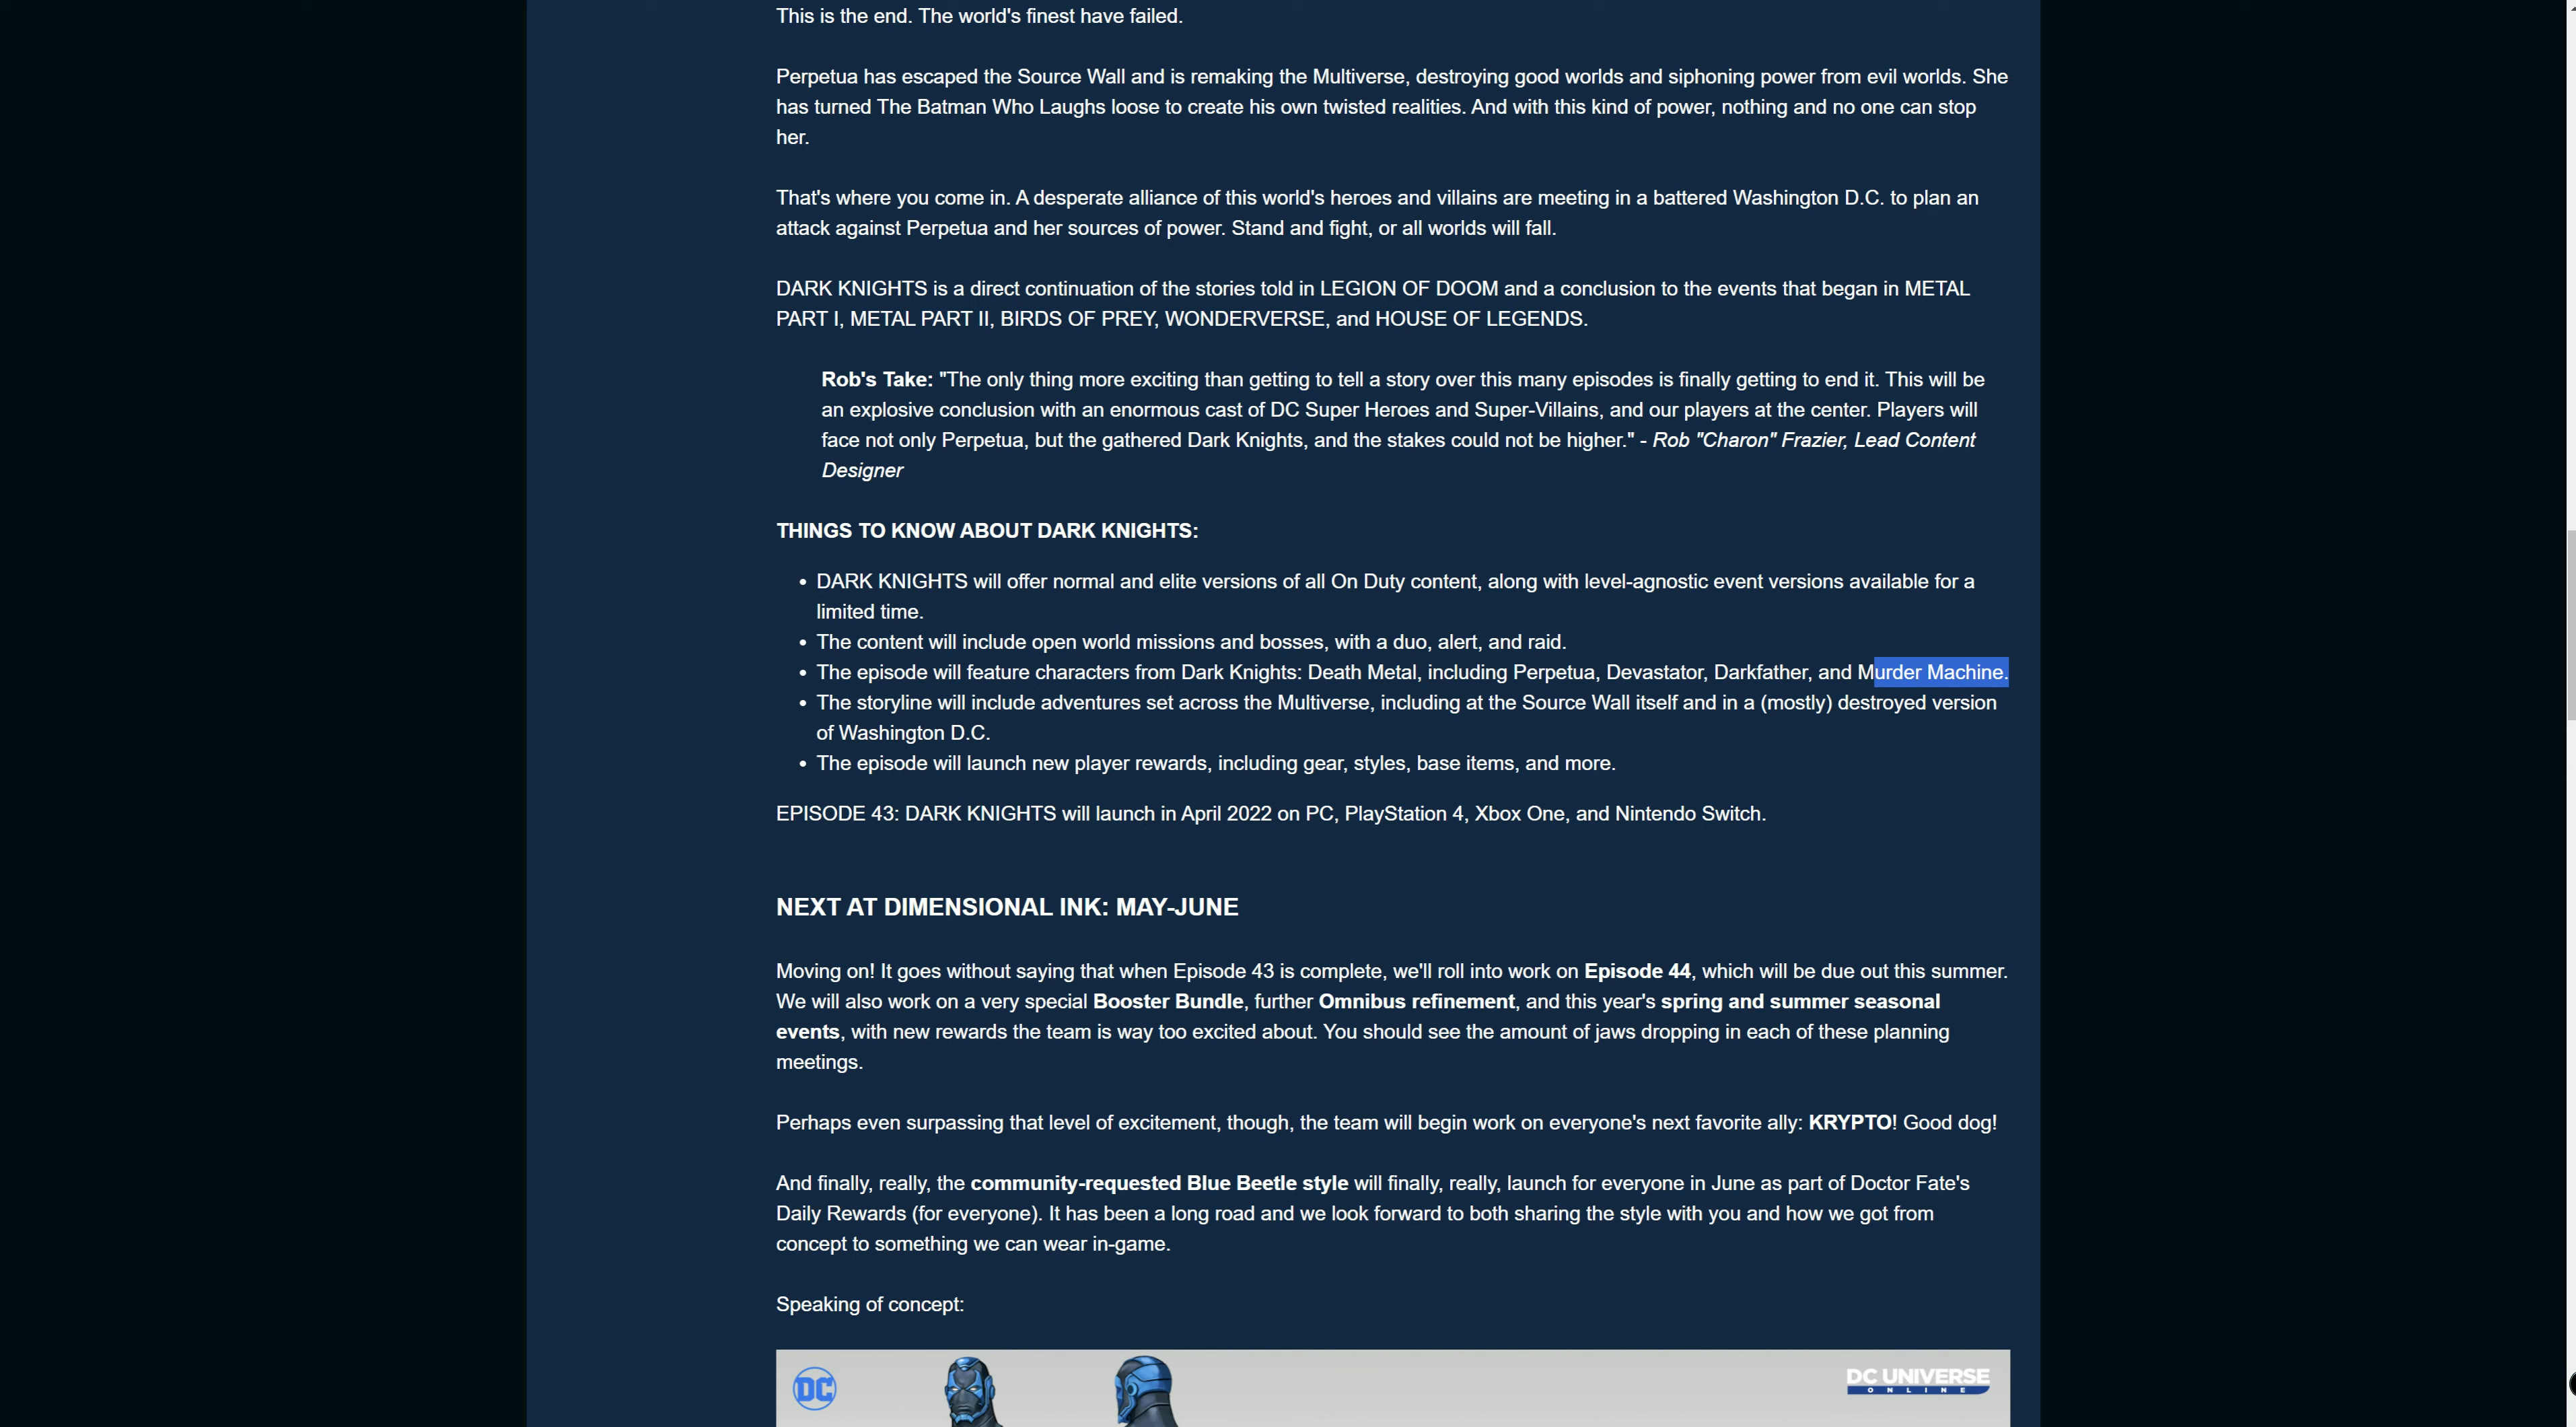 This is the end. The world's finest have failed.
Perpetua has escaped the Source Wall and is remaking the Multiverse, destroying good worlds and siphoning power from evil worlds. She
has turned The Batman Who Laughs loose to create his own twisted realities. And with this kind of power, nothing and no one can stop
her.
That's where you come in. A desperate alliance of this world's heroes and villains are meeting in a battered Washington D.C. to plan an
attack against Perpetua and her sources of power. Stand and fight, or all worlds will fall.
DARK KNIGHTS is a direct continuation of the stories told in LEGION OF DOOM and a conclusion to the events that began in METAL
PART I, METAL PART II, BIRDS OF PREY, WONDERVERSE, and HOUSE OF LEGENDS.
Rob's Take: "The only thing more exciting than getting to tell a story over this many episodes is finally getting to end it. This will be
an explosive conclusion with an enormous cast of DC Super Heroes and Super-Villains, and our players at the center. Players will
face not only Perpetua, but the gathered Dark Knights, and the stakes could not be higher." - Rob "Charon" Frazier, Lead Content
Designer
THINGS TO KNOW ABOUT DARK KNIGHTS:
• DARK KNIGHTS will offer normal and elite versions of all On Duty content, along with level-agnostic event versions available for a
limited time.
• The content will include open world missions and bosses, with a duo, alert, and raid.
• The episode will feature characters from Dark Knights: Death Metal, including Perpetua, Devastator, Darkfather, and Murder Machine.
• The storyline will include adventures set across the Multiverse, including at the Source Wall itself and in a (mostly) destroyed version
of Washington D.C.
• The episode will launch new player rewards, including gear, styles, base items, and more.
EPISODE 43: DARK KNIGHTS will launch in April 2022 on PC, PlayStation 4, Xbox One, and Nintendo Switch.
NEXT AT DIMENSIONAL INK: MAY-JUNE
Moving on! It goes without saying that when Episode 43 is complete, we'll roll into work on Episode 44, which will be due out this summer.
We will also work on a very special Booster Bundle, further Omnibus refinement, and this year's spring and summer seasonal
events, with new rewards the team is way too excited about. You should see the amount of jaws dropping in each of these planning
meetings.
Perhaps even surpassing that level of excitement, though, the team will begin work on everyone's next favorite ally: KRYPTO! Good dog!
And finally, really, the community-requested Blue Beetle style will finally, really, launch for everyone in June as part of Doctor Fate's
Daily Rewards (for everyone). It has been a long road and we look forward to both sharing the style with you and how we got from
concept to something we can wear in-game.
Speaking of concept:
DC
DC UNIVERSE
ONLINE